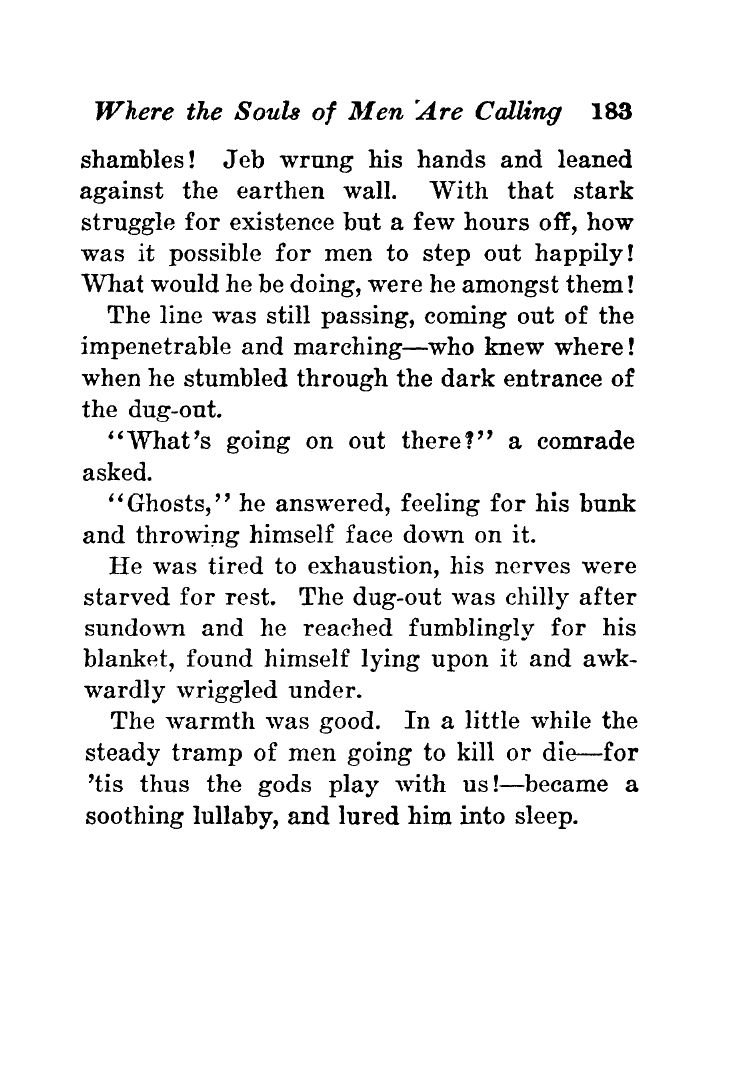 Where the Souls of Men Are Calling 183
shambles! Jeb wrung his hands and leaned
against the earthen wall. With that stark
struggle for existence but a few hours off, how
was it possible for men to step out happily!
What would he be doing, were he amongst them!
The line was still passing, coming out of the
impenetrable and marching—who knew where!
when he stumbled through the dark entrance of
the dug-out.
“What’s going on out there?” a comrade
asked.
“Ghosts,” he answered, feeling for his bunk
and throwing himself face down on it.
He was tired to exhaustion, his nerves were
starved for rest. The dug-out was chilly after
sundown and he reached fumblingly for his
blanket, found himself lying upon it and awk-
wardly wriggled under.
The warmth was good. In a little while the
steady tramp of men going to kill or die—for
’tis thus the gods play with us!—became a
soothing lullaby, and lured him into sleep.